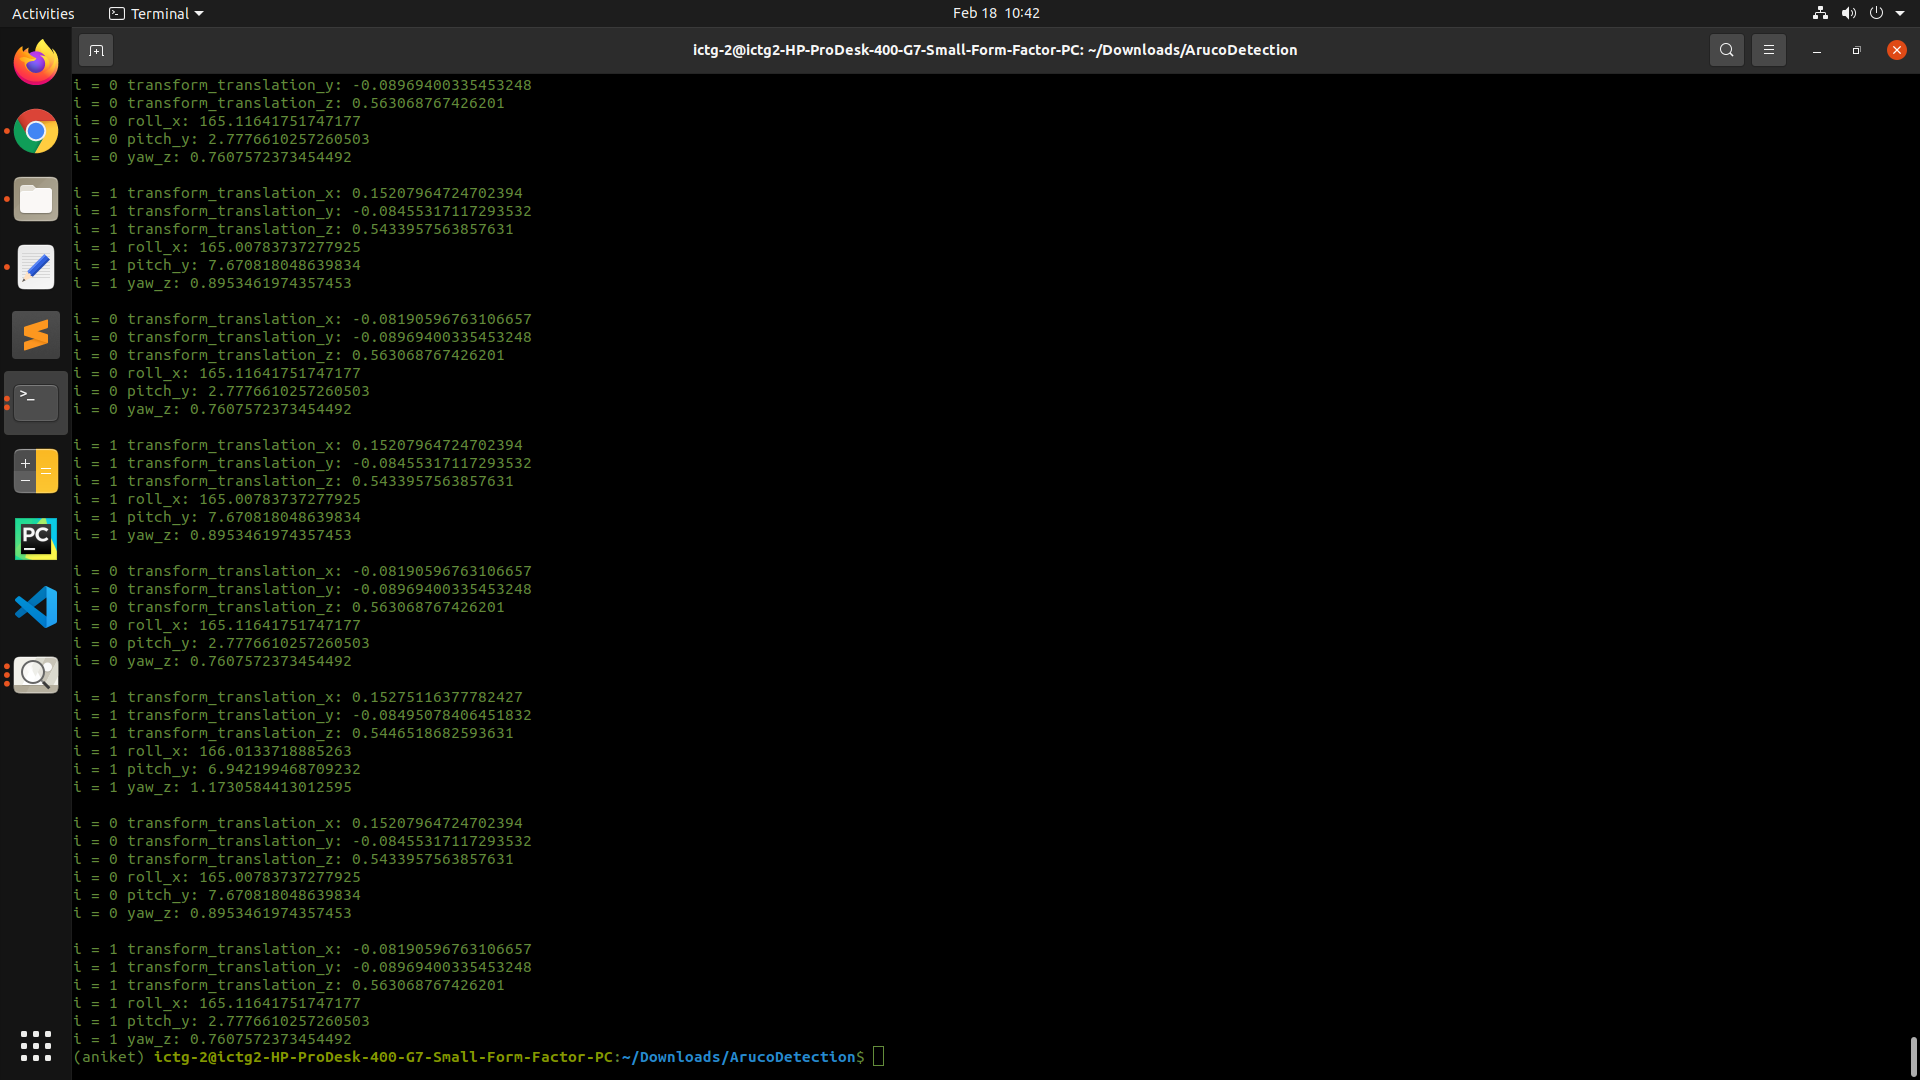 Activities
Terminal
Feb 18 10:42
ictg-2@ictg2-HP-ProDesk-400-G7-Small-Form-Factor-PC: ~/Downloads/ArucoDetection
i = 0 transform_translation_y: -0.08969400335453248
i = 0 transform_translation_z: 0.563068767426201
i = 0 roll_x: 165.11641751747177
i = 0 pitch_y: 2.7776610257260503
i = 0 yaw_z: 0.7607572373454492
i = 1 transform_translation_x: 0.15207964724702394
i = 1 transform_translation_y: -0.08455317117293532
i = 1 transform_translation_z: 0.5433957563857631
i = 1 roll_x: 165.00783737277925
i = 1 pitch_y: 7.670818048639834
i = 1 yaw_z: 0.8953461974357453
i = 0 transform_translation_x: -0.08190596763106657
i = 0 transform_translation_y: -0.08969400335453248
i = 0 transform_translation_z: 0.563068767426201
i = 0 roll_x: 165.11641751747177
i = 0 pitch_y: 2.7776610257260503
i = 0 yaw_z: 0.7607572373454492
i = 1 transform_translation_x: 0.15207964724702394
i = 1 transform_translation_y: -0.08455317117293532
i = 1 transform_translation_z: 0.5433957563857631
i = 1 roll_x: 165.00783737277925
i = 1 pitch_y: 7.670818048639834
i = 1 yaw_z: 0.8953461974357453
i = 0 transform_translation_x: -0.08190596763106657
i = 0 transform_translation_y: -0.08969400335453248
i = 0 transform_translation_z: 0.563068767426201
i = 0 roll_x: 165.11641751747177
i = 0 pitch_y: 2.7776610257260503
i = 0 yaw_z: 0.7607572373454492
i = 1 transform_translation_x: 0.15275116377782427
i = 1 transform_translation_y: -0.08495078406451832
i = 1 transform_translation_z: 0.5446518682593631
i = 1 roll_x: 166.0133718885263
i = 1 pitch_y: 6.942199468709232
i = 1 yaw_z: 1.1730584413012595
i = 0 transform_translation_x: 0.15207964724702394
i = 0 transform_translation_y: -0.08455317117293532
i = 0 transform_translation_z: 0.5433957563857631
i = 0 roll_x: 165.00783737277925
i = 0 pitch_y: 7.670818048639834
i = 0 yaw_z: 0.8953461974357453
i = 1 transform_translation_x: -0.08190596763106657
i = 1 transform_translation_y: -0.08969400335453248
i = 1 transform_translation_z: 0.563068767426201
i = 1 roll_x: 165.11641751747177
i = 1 pitch_y: 2.7776610257260503
i = 1 yaw_z: 0.7607572373454492
(aniket) ictg-2@ictg2-HP-ProDesk-400-G7-Small-Form-Factor-PC:~/Downloads/ArucoDetection$
PC